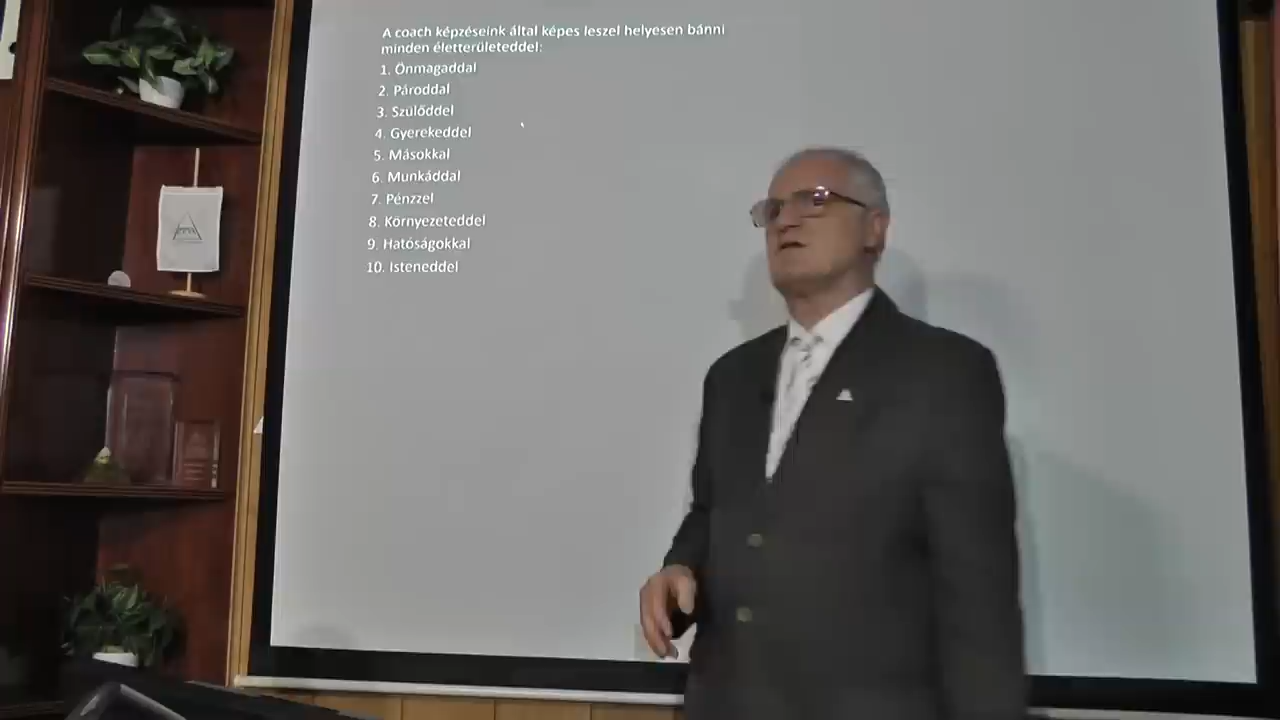 A coach képzéseink által képes leszel helyesen bánni
minden életterületeddel:
1. Önmagaddal
2. Pároddal
3. Szülőddel
4. Gyerekeddel
5. Másokkal
6. Munkáddal
7. Pénzzel
8. Környezeteddel
9. Hatóságokkal
10. Isteneddel